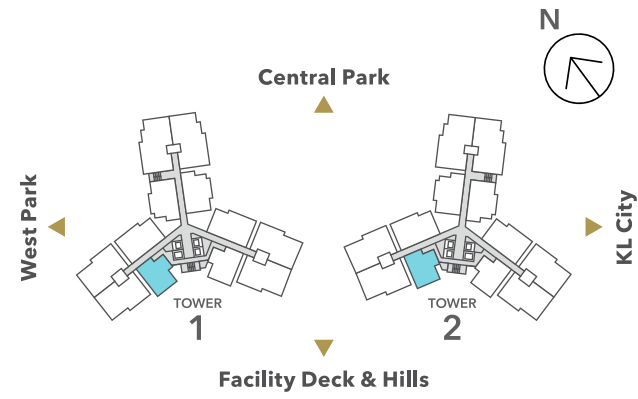 N
Central Park
West Park
KL City
TOWER
1
TOWER
2
Facility Deck & Hills